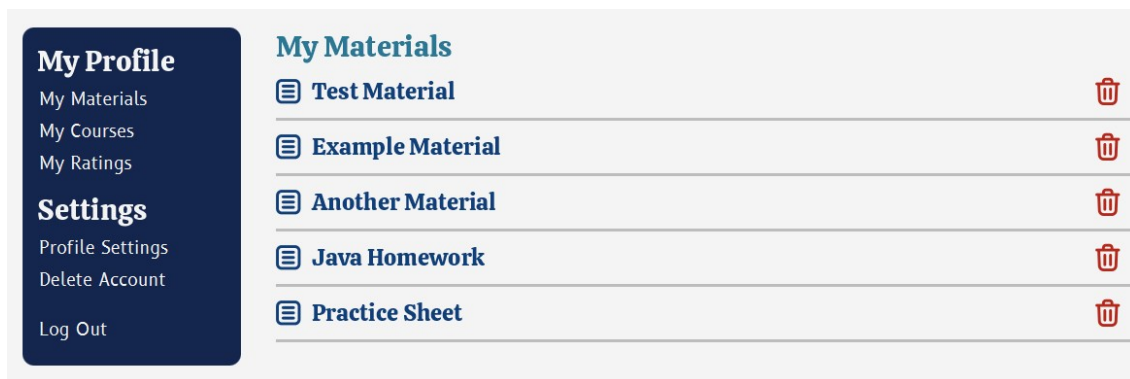 My Profile
My Materials
My Courses
My Ratings
Settings
Profile Settings
Delete Account
Log Out
My Materials
Test Material
Example Material
Another Material
Java Homework
Practice Sheet